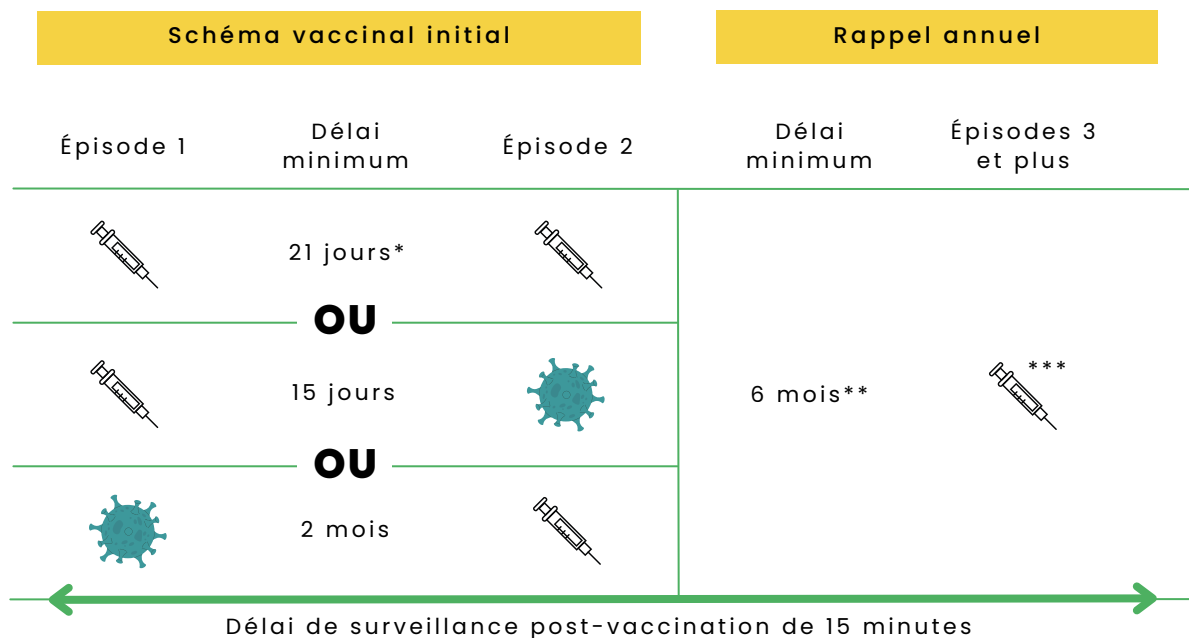 Schéma vaccinal initial
Rappel annuel
Épisode 1
Délai
minimum
Épisode 2
Délai
minimum
Épisodes 3
et plus
21 jours*
OU
15 jours
6 mois**
***
OU
2 mois
Délai de surveillance post-vaccination de 15 minutes